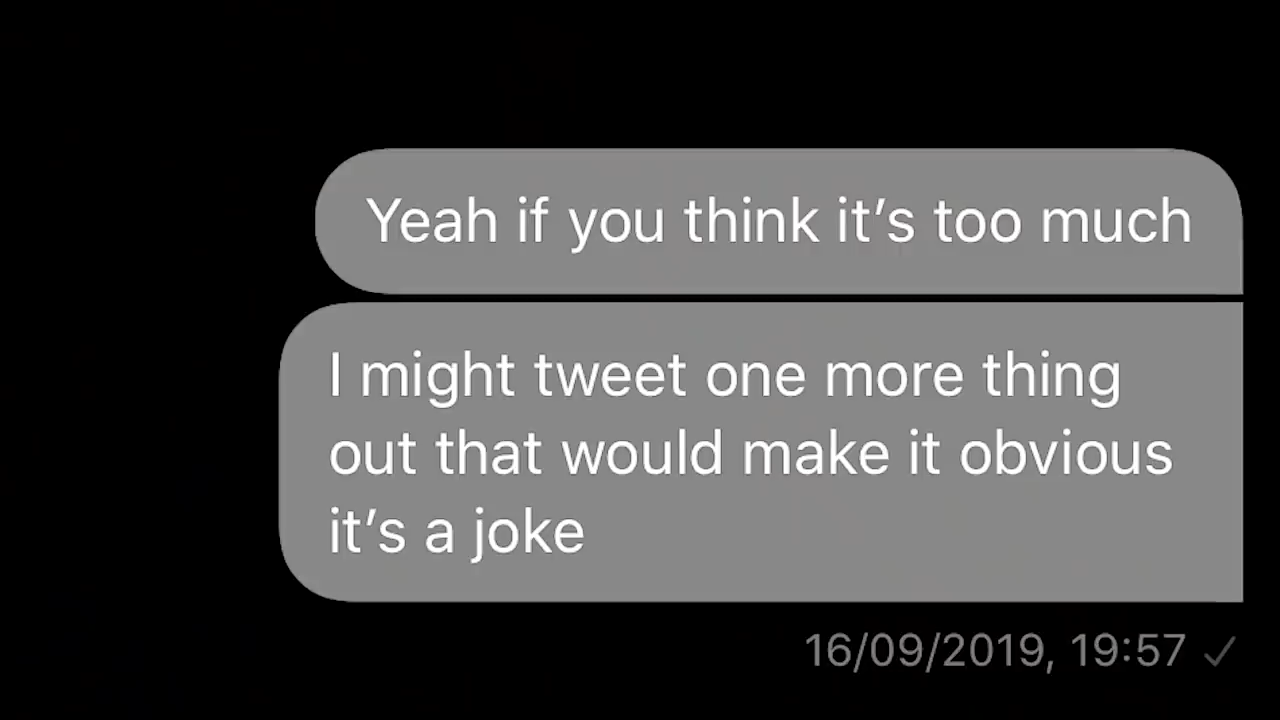 Yeah if you think it’s too much
I might tweet one more thing
out that would make it obvious
it’s a joke
16/09/2019, 19:57 ✓